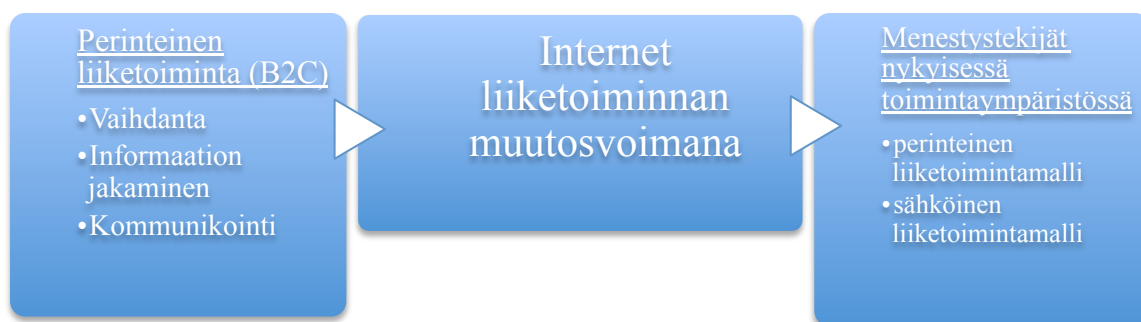 Perinteinen
liiketoiminta (B2C)
•Vaihdanta
•Informaation
jakaminen
•Kommunikointi
Internet
liiketoiminnan
muutosvoimana
Menestystekijät
nykyisessä
toimintaympäristössä
•perinteinen
liiketoimintamalli
•sähköinen
liiketoimintamalli